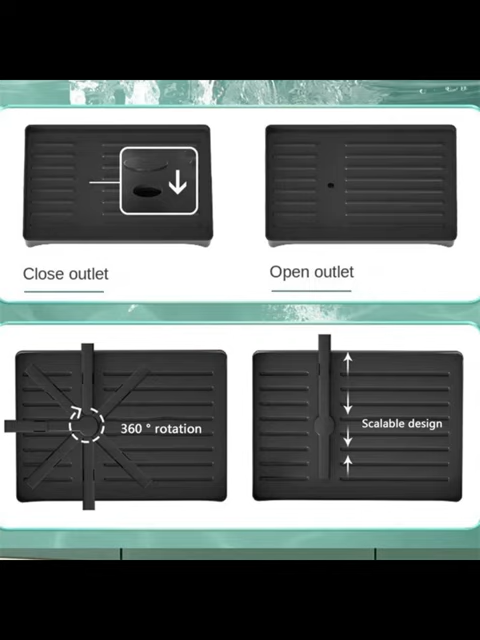 Close outlet
Open outlet
360 ° rotation
Scalable design